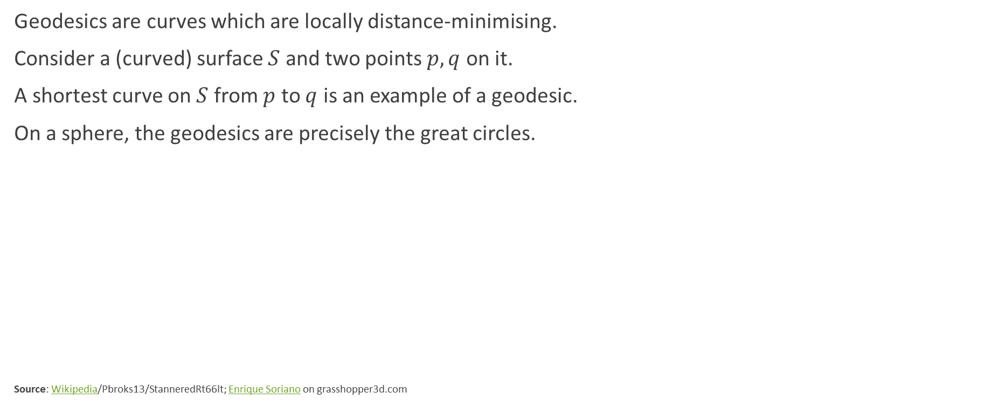 Geodesics are curves which are locally distance-minimising.
Consider a (curved) surface S and two points p, q on it.
A shortest curve on S from p to q is an example of a geodesic.
On a sphere, the geodesics are precisely the great circles.
Source: Wikipedia/Pbroks13/StanneredRt66lt; Enrique Soriano on grasshopper3d.com